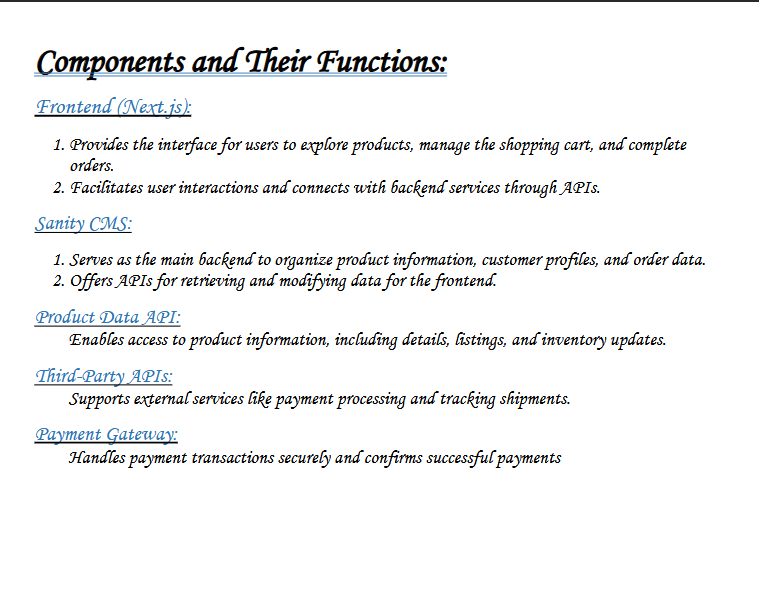 Components and Their Functions:
Frontend (Next.js):
1. Provides the interface for users to explore products, manage the shopping cart, and complete
orders.
2. Facilitates user interactions and connects with backend services through APIs.
Sanity CMS:
1. Serves as the main backend to organize product information, customer profiles, and order data.
2. Offers APIs for retrieving and modifying data for the frontend.
Product Data API:
Enables access to product information, including details, listings, and inventory updates.
Third-Party APIs:
Supports external services like payment processing and tracking shipments.
Payment Gateway:
Handles payment transactions securely and confirms successful payments